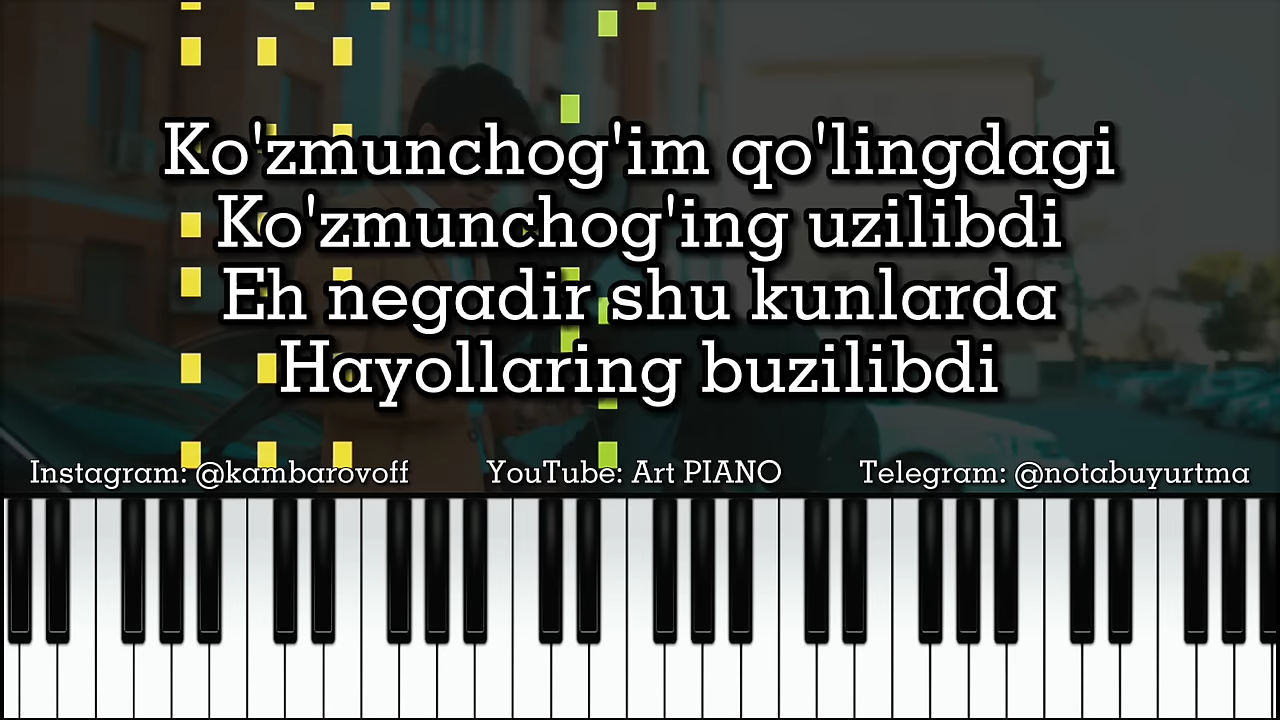 Ko'zmunchog'im qo'lingdagi
Ko'zmunchog'ing uzilibdi
Eh negadir shu kunlarda
Hayollaring buzilibdi
Instagram: @kambarovoff YouTube: Art PIANO Telegram: @notabuyurtma